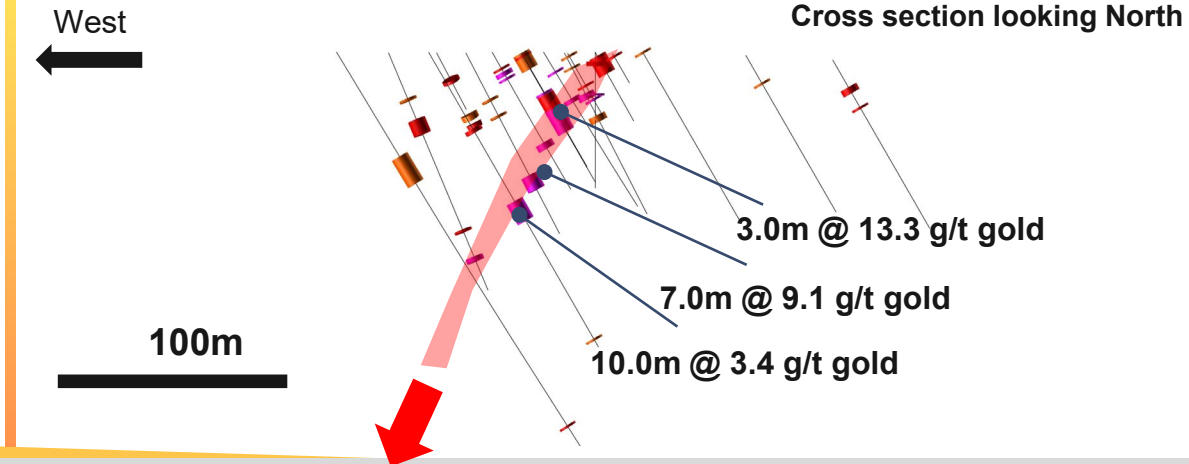 West
Cross section looking North
3.0m @ 13.3 g/t gold
7.0m @ 9.1 g/t gold
100m
10.0m @ 3.4 g/t gold